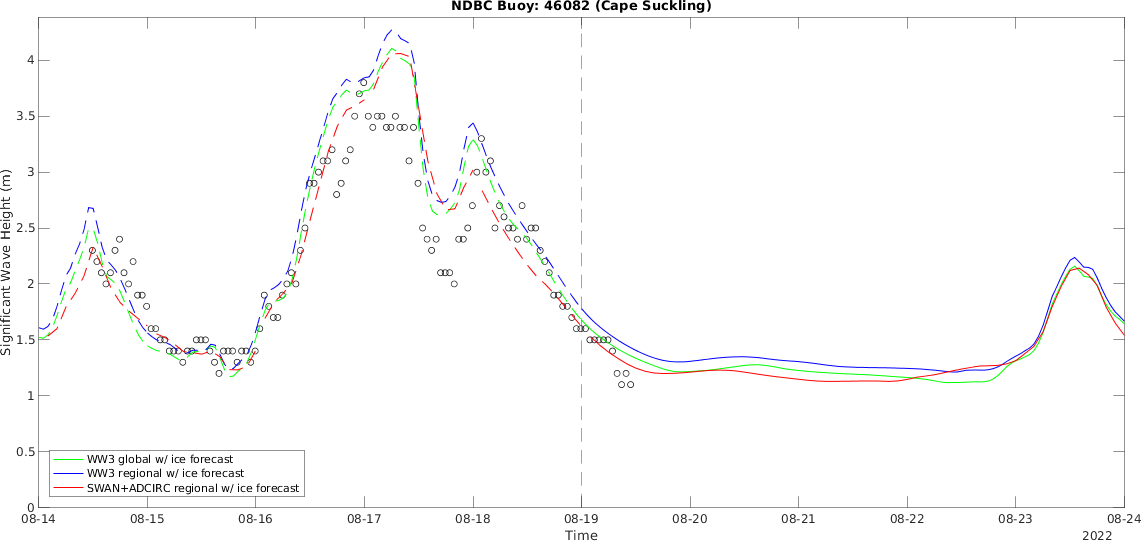 NDBC Buoy: 46082 (Cape Suckling)
4
3.5
3
2.5
2
1.5
1
0.5
0
Significant Wave Height (m)
WW3 global w/ ice forecast
WW3 regional w/ ice forecast
SWAN+ADCIRC regional w/ ice forecast
08-14 08-15 08-16 08-17 08-18 08-19 08-20 08-21 08-22 08-23 08-24
Time
2022